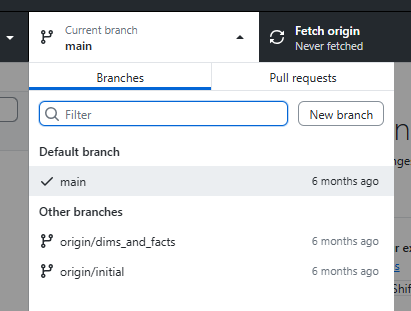 Current branch
main
Fetch origin
Never fetched
Branches
Pull requests
Filter
New branch
Default branch
main 6 months ago
Other branches
origin/dims_and_facts 6 months ago
origin/initial 6 months ago